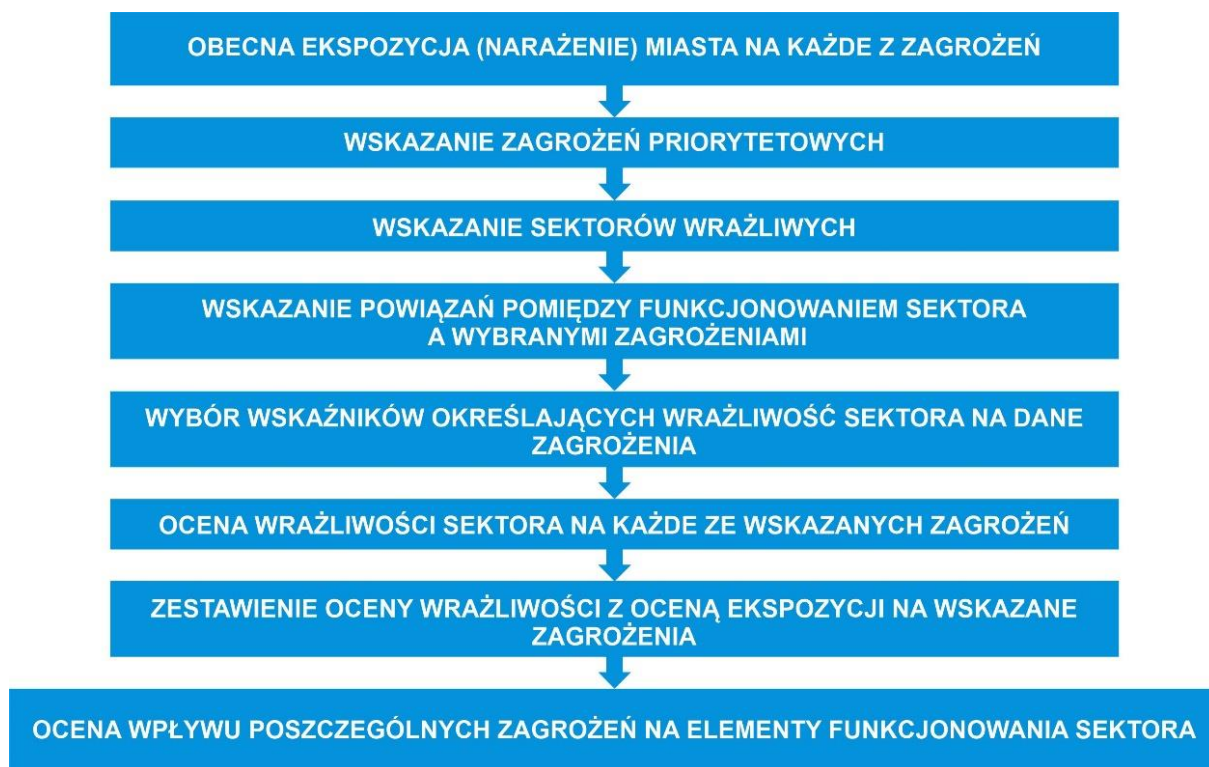 OBECNA EKSPOZYCJA (NARAŻENIE) MIASTA NA KAŻDE Z ZAGROŻEŃ
WSKAZANIE ZAGROŻEŃ PRIORYTETOWYCH
WSKAZANIE SEKTORÓW WRAŻLIWYCH
WSKAZANIE POWIĄZAŃ POMIĘDZY FUNKCJONOWANIEM SEKTORA
A WYBRANYMI ZAGROŻENIAMI
WYBÓR WSKAŹNIKÓW OKREŚLAJĄCYCH WRAŻLIWOŚĆ SEKTORA NA DANE
ZAGROŻENIA
OCENA WRAŻLIWOŚCI SEKTORA NA KAŻDE ZE WSKAZANYCH ZAGROŻEŃ
ZESTAWIENIE OCENY WRAŻLIWOŚCI Z OCENĄ EKSPOZYCJI NA WSKAZANE
ZAGROŻENIA
OCENA WPŁYWU POSZCZEGÓLNYCH ZAGROŻEŃ NA ELEMENTY FUNKCJONOWANIA SEKTORA